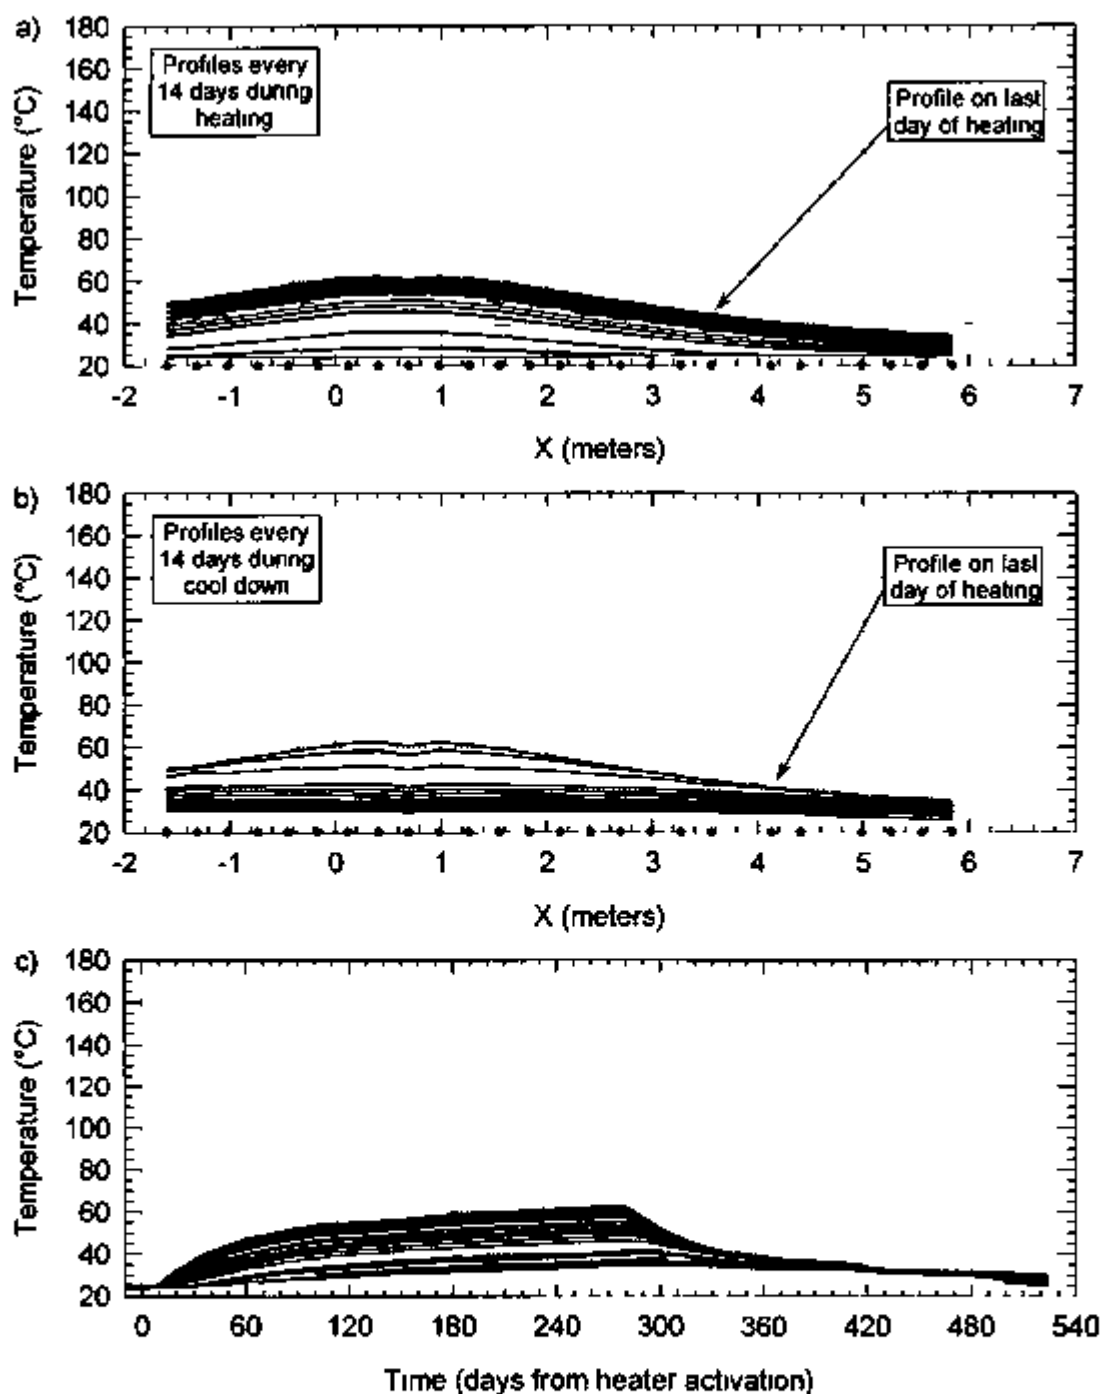 a)
180
160
140
120
100
80
60
40
20
Temperature (°C)
Profiles every
14 days during
heating
Profile on last
day of heating
-2 -1 0 1 2 3 4 5 6 7
X (meters)
b)
180
160
140
120
100
80
60
40
20
Temperature (°C)
Profiles every
14 days during
cool down
Profile on last
day of heating
-2 -1 0 1 2 3 4 5 6 7
X (meters)
c)
180
160
140
120
100
80
60
40
20
Temperature (°C)
0 60 120 180 240 300 360 420 480 540
Time (days from heater activation)